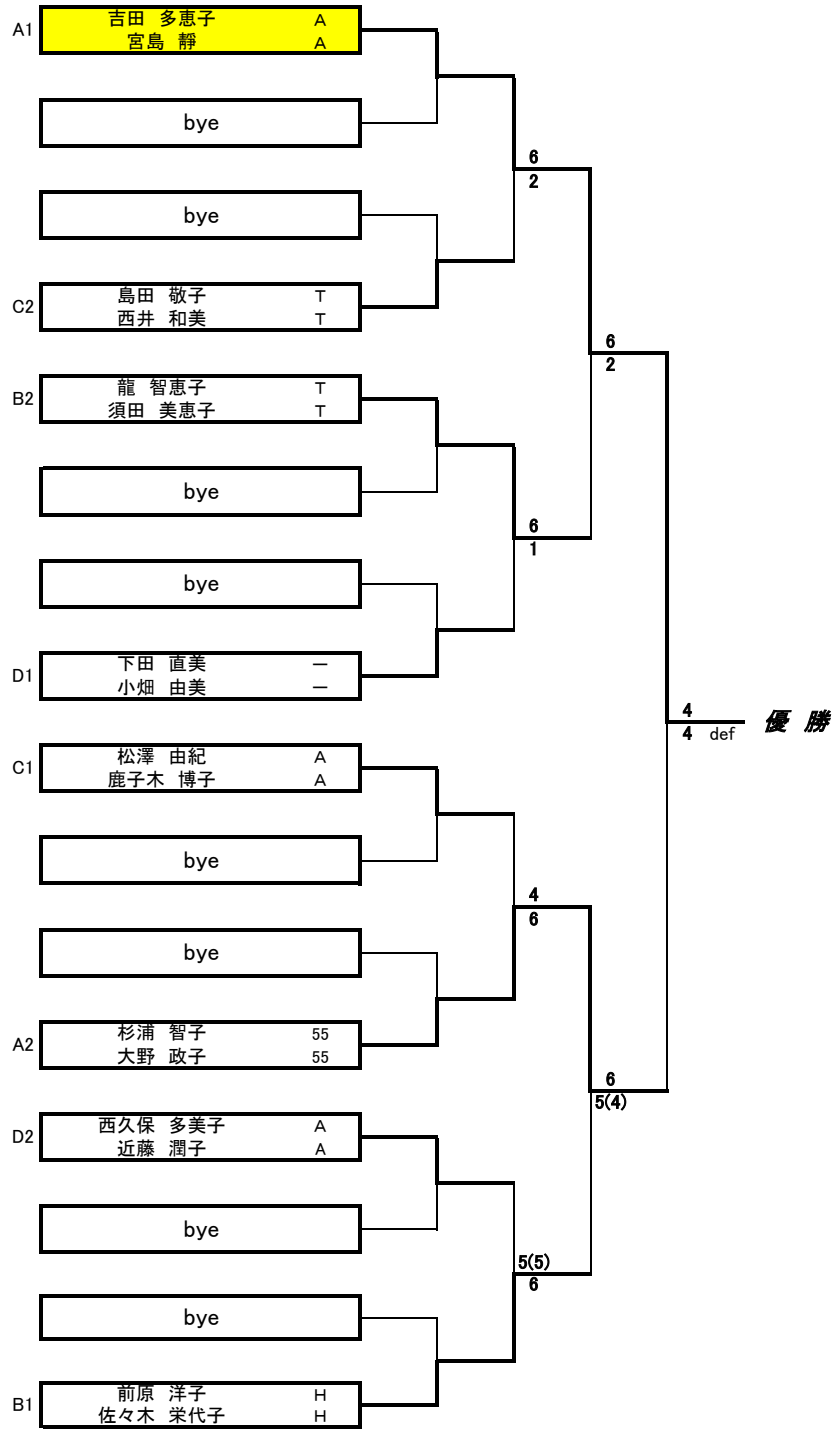 A1 吉田 多恵子 A
宮島 靜 A
bye
6
2
bye
C2 島田 敬子 T
西井 和美 T
6
2
B2 龍 智恵子 T
須田 美恵子 T
bye
6
1
bye
D1 下田 直美 ー
小畑 由美 ー
4
4 def 優 勝
C1 松澤 由紀 A
鹿子木 博子 A
bye
4
6
bye
A2 杉浦 智子 55
大野 政子 55
6
5(4)
D2 西久保 多美子 A
近藤 潤子 A
bye
5(5)
6
bye
B1 前原 洋子 H
佐々木 栄代子 H